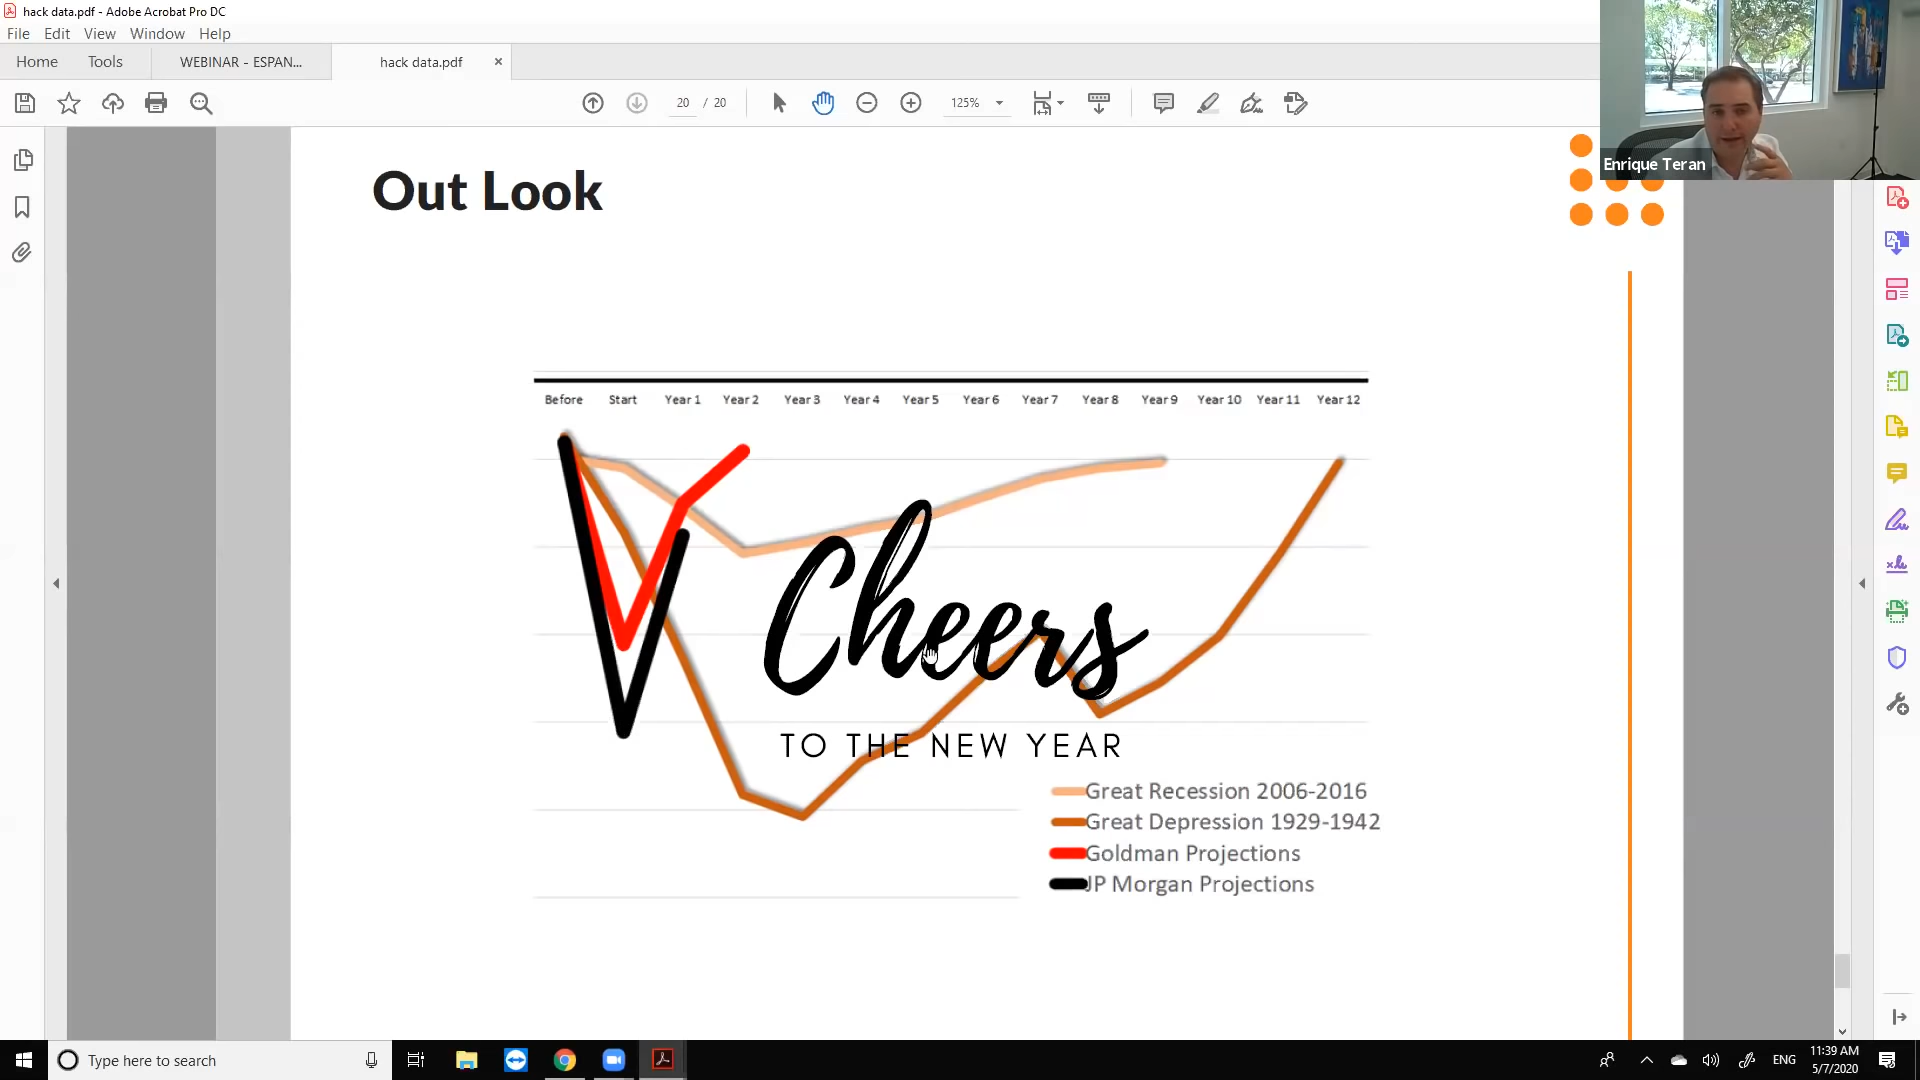 hack data.pdf - Adobe Acrobat Pro DC
File Edit View Window Help
Home Tools WEBINAR - ESPAN... hack data.pdf ×
20 / 20 125%
Enrique Teran
Out Look
Before Start Year 1 Year 2 Year 3 Year 4 Year 5 Year 6 Year 7 Year 8 Year 9 Year 10 Year 11 Year 12
Cheers
TO THE NEW YEAR
Great Recession 2006-2016
Great Depression 1929-1942
Goldman Projections
JP Morgan Projections
Type here to search
ENG
11:39 AM
5/7/2020